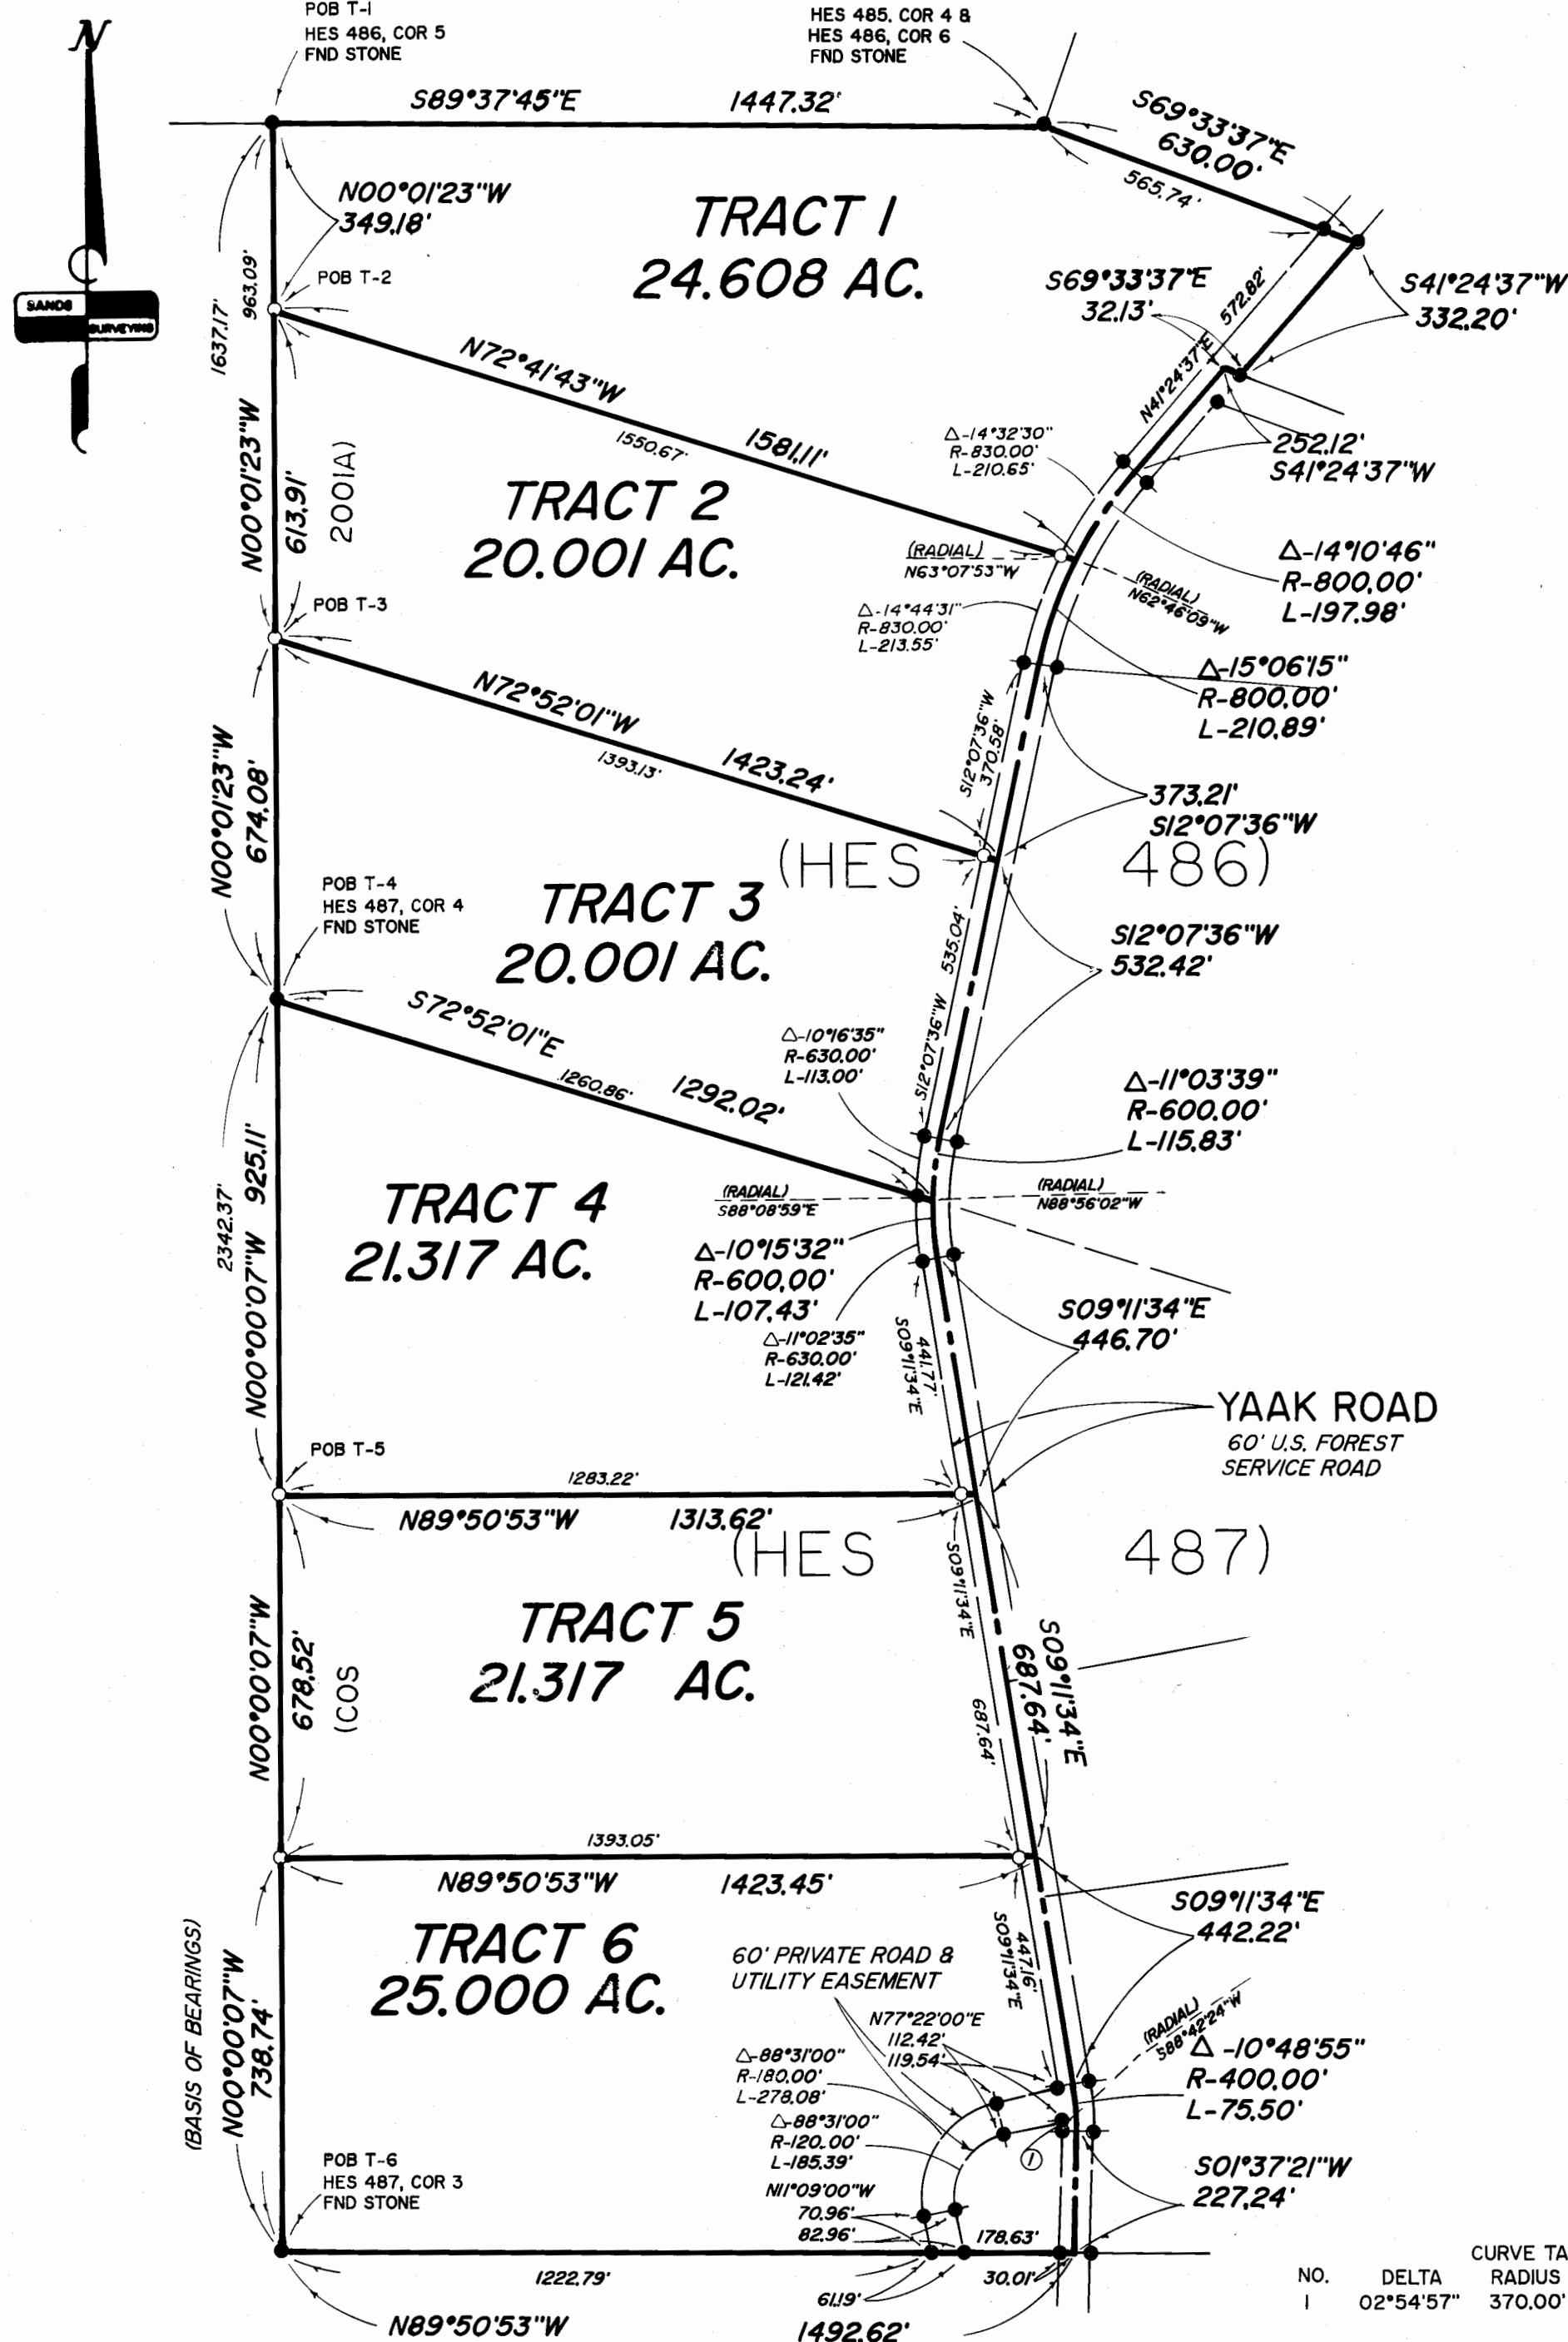 N
SANDS
SURVEYING
POB T-1
HES 486, COR 5
FND STONE
HES 485. COR 4 &
HES 486, COR 6
FND STONE
S89°37'45"E 1447.32'
S69°33'37"E
630.00'
565.74'
N00°01'23"W
349.18'
TRACT 1
24.608 AC.
S69°33'37"E
32.13'
572.82'
N41°24'37"E
S41°24'37"W
332.20'
963.09'
1637.17'
POB T-2
N72°41'43"W
1550.67'
1581.11'
252.12'
S41°24'37"W
△-14°32'30"
R-830.00'
L-210.65'
N00°01'23"W
613.91'
2001A)
TRACT 2
20.001 AC.
(RADIAL)
N63°07'53"W
(RADIAL)
N62°46'09"W
△-14°10'46"
R-800.00'
L-197.98'
△-14°44'31"
R-830.00'
L-213.55'
POB T-3
△-15°06'15"
R-800.00'
L-210.89'
N72°52'01"W
1393.13'
1423.24'
S12°07'36"W
370.58'
373.21'
S12°07'36"W
N00°01'23"W
674.08'
(HES 486)
POB T-4
HES 487, COR 4
FND STONE
TRACT 3
20.001 AC.
S12°07'36"W
532.42'
S12°07'36"W 535.04'
S72°52'01"E
1260.86'
1292.02'
△-10°16'35"
R-630.00'
L-113.00'
△-11°03'39"
R-600.00'
L-115.83'
N00°00'07"W 925.11'
2342.37'
TRACT 4
21.317 AC.
(RADIAL)
S88°08'59"E
(RADIAL)
N88°56'02"W
△-10°15'32"
R-600.00'
L-107.43'
△-11°02'35"
R-630.00'
L-121.42'
S09°11'34"E
446.70'
441.77'
S09°11'34"E
YAAK ROAD
60' U.S. FOREST
SERVICE ROAD
POB T-5
1283.22'
N89°50'53"W 1313.62'
(HES 487)
S09°11'34"E
687.64'
S09°11'34"E
687.64'
N00°00'07"W
678.52'
(COS
TRACT 5
21.317 AC.
1393.05'
N89°50'53"W 1423.45'
TRACT 6
25.000 AC.
60' PRIVATE ROAD &
UTILITY EASEMENT
447.16'
S09°11'34"E
S09°11'34"E
442.22'
(RADIAL)
S88°42'24"W
N77°22'00"E
112.42'
119.54'
△-88°31'00"
R-180.00'
L-278.08'
△-88°31'00"
R-120.00'
L-185.39'
△ -10°48'55"
R-400.00'
L-75.50'
1
S01°37'21"W
227.24'
(BASIS OF BEARINGS)
N00°00'07"W
738.74'
POB T-6
HES 487, COR 3
FND STONE
N11°09'00"W
70.96'
82.96'
178.63'
1222.79'
30.01'
61.19'
N89°50'53"W 1492.62'
CURVE TA
NO. DELTA RADIUS
1 02°54'57" 370.00'